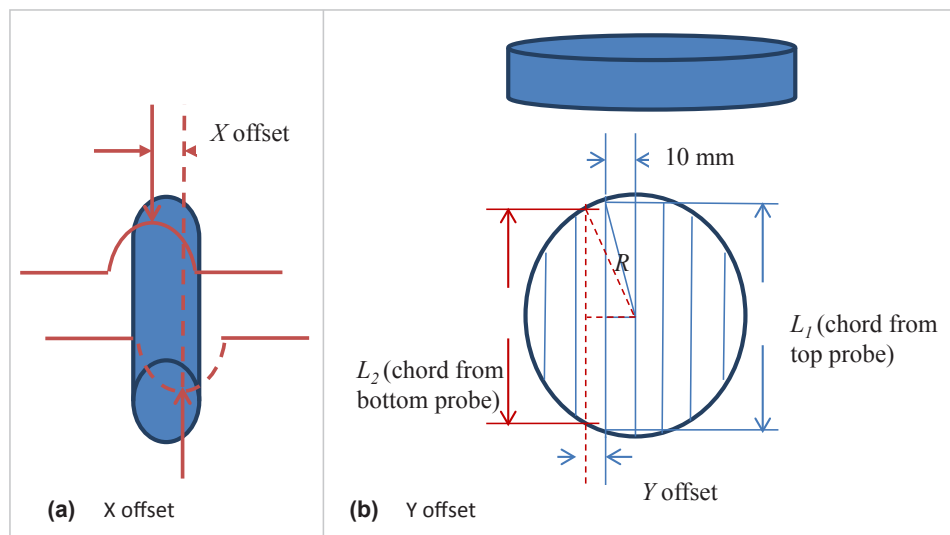 X offset
(a) X offset
10 mm
R
L1 (chord from
top probe)
L2 (chord from
bottom probe)
Y offset
(b) Y offset